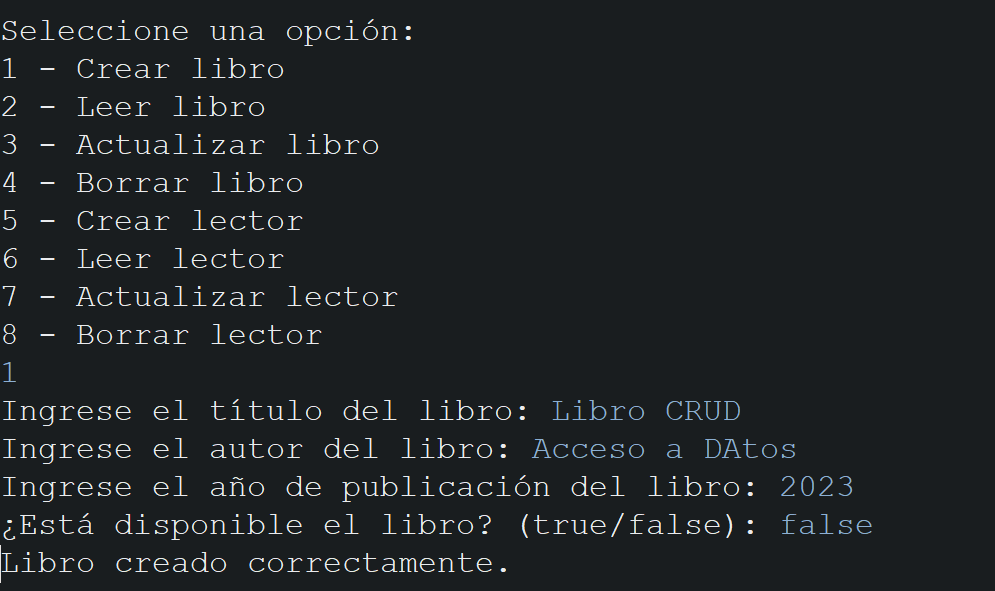 Seleccione una opción:
1 - Crear libro
2 - Leer libro
3 - Actualizar libro
4 - Borrar libro
5 - Crear lector
6 - Leer lector
7 - Actualizar lector
8 - Borrar lector
1
Ingrese el título del libro: Libro CRUD
Ingrese el autor del libro: Acceso a DAtos
Ingrese el año de publicación del libro: 2023
¿Está disponible el libro? (true/false): false
Libro creado correctamente.